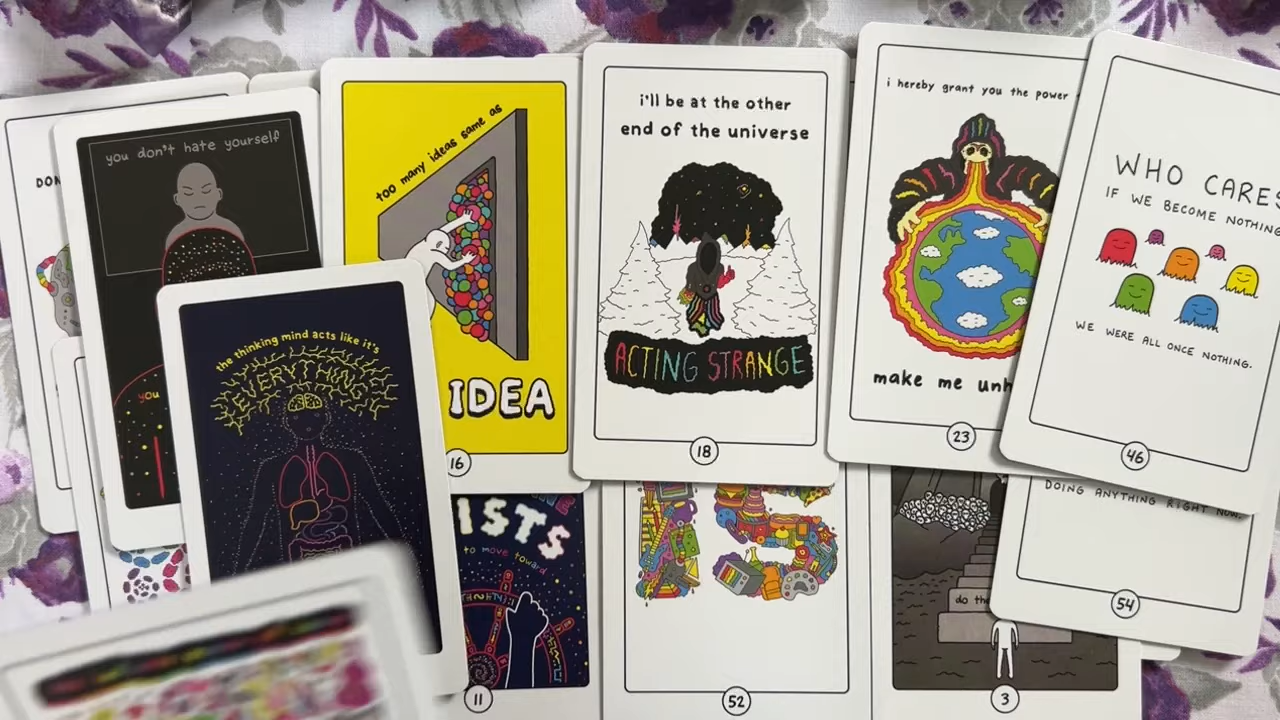 DON
you don't hate yourself
you
the thinking mind acts like it's
EVERYTHING
too many ideas same as
IDEA
16
i'll be at the other
end of the universe
ACTING STRANGE
18
i hereby grant you the power
make me unh
23
WHO CARES
IF WE BECOME NOTHING
WE WERE ALL ONCE NOTHING.
46
ISTS
to move toward
11
52
do the
3
DOING ANYTHING RIGHT NOW.
54